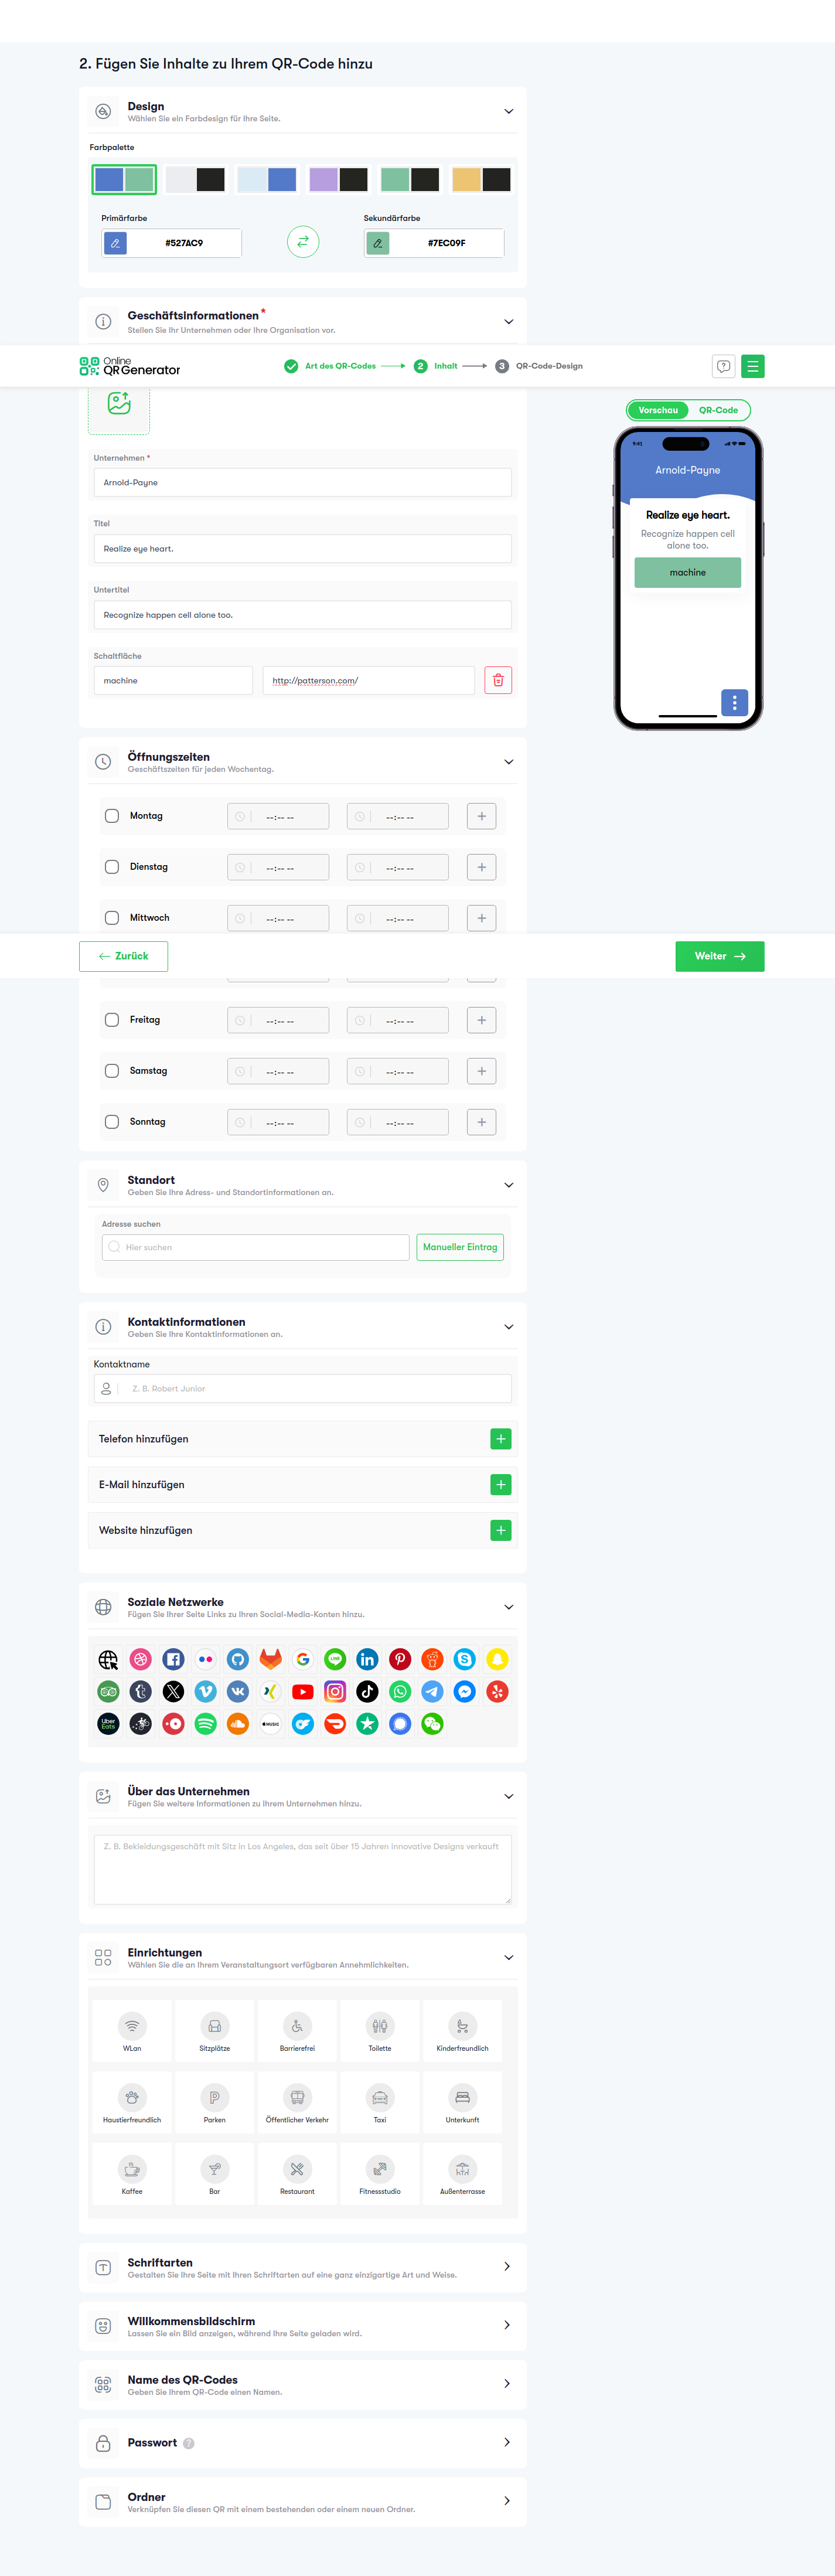 2. Fügen Sie Inhalte zu Ihrem QR-Code hinzu
Design
Wählen Sie ein Farbdesign für Ihre Seite.
Farbpalette
Primärfarbe
Sekundärfarbe
#527AC9
#7EC09F
Geschäftsinformationen *
Stellen Sie Ihr Unternehmen oder Ihre Organisation vor.
Online
QR Generator
Art des QR-Codes
2 Inhalt
3 QR-Code-Design
Vorschau
QR-Code
9:41
Arnold-Payne
Realize eye heart.
Recognize happen cell
alone too.
machine
Unternehmen *
Arnold-Payne
Titel
Realize eye heart.
Untertitel
Recognize happen cell alone too.
Schaltfläche
machine
http://patterson.com/
Öffnungszeiten
Geschäftszeiten für jeden Wochentag.
Montag --:-- -- --:-- --
Dienstag --:-- -- --:-- --
Mittwoch --:-- -- --:-- --
Zurück
Weiter
Freitag --:-- -- --:-- --
Samstag --:-- -- --:-- --
Sonntag --:-- -- --:-- --
Standort
Geben Sie Ihre Adress- und Standortinformationen an.
Adresse suchen
Hier suchen
Manueller Eintrag
Kontaktinformationen
Geben Sie Ihre Kontaktinformationen an.
Kontaktname
Z. B. Robert Junior
Telefon hinzufügen
E-Mail hinzufügen
Website hinzufügen
Soziale Netzwerke
Fügen Sie Ihrer Seite Links zu Ihren Social-Media-Konten hinzu.
LINE
Uber
Eats
MUSIC
Über das Unternehmen
Fügen Sie weitere Informationen zu Ihrem Unternehmen hinzu.
Z. B. Bekleidungsgeschäft mit Sitz in Los Angeles, das seit über 15 Jahren innovative Designs verkauft
Einrichtungen
Wählen Sie die an Ihrem Veranstaltungsort verfügbaren Annehmlichkeiten.
WLan
Sitzplätze
Barrierefrei
Toilette
Kinderfreundlich
Haustierfreundlich
Parken
Öffentlicher Verkehr
Taxi
Unterkunft
Kaffee
Bar
Restaurant
Fitnessstudio
Außenterrasse
Schriftarten
Gestalten Sie Ihre Seite mit Ihren Schriftarten auf eine ganz einzigartige Art und Weise.
Willkommensbildschirm
Lassen Sie ein Bild anzeigen, während Ihre Seite geladen wird.
Name des QR-Codes
Geben Sie Ihrem QR-Code einen Namen.
Passwort ?
Ordner
Verknüpfen Sie diesen QR mit einem bestehenden oder einem neuen Ordner.